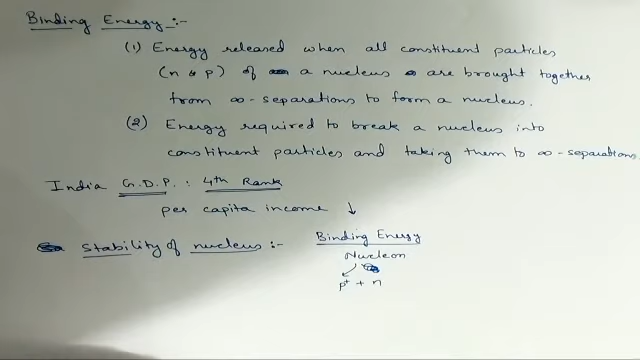 Binding Energy :-
(1) Energy released when all constituent particles
(n & p) of a nucleus are brought together
from ∞-separations to form a nucleus.
(2) Energy required to break a nucleus into
constituent particles and taking them to ∞-separations.
India G.D.P. : 4th Rank
per capita income ↓
Stability of nucleus :- Binding Energy
Nucleon
p+ + n